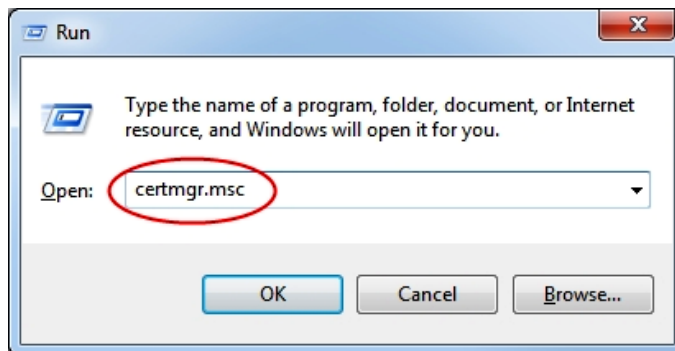 Run
Type the name of a program, folder, document, or Internet
resource, and Windows will open it for you.
Open: certmgr.msc
OK Cancel Browse...